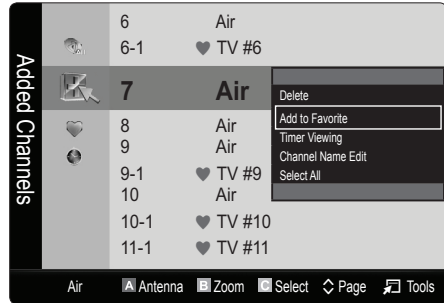 Added Channels
6 Air
6-1 ♥ TV #6
7 Air
8 Air
9 Air
9-1 ♥ TV #9
10 Air
10-1 ♥ TV #10
11-1 ♥ TV #11
Delete
Add to Favorite
Timer Viewing
Channel Name Edit
Select All
Air A Antenna B Zoom C Select Page Tools